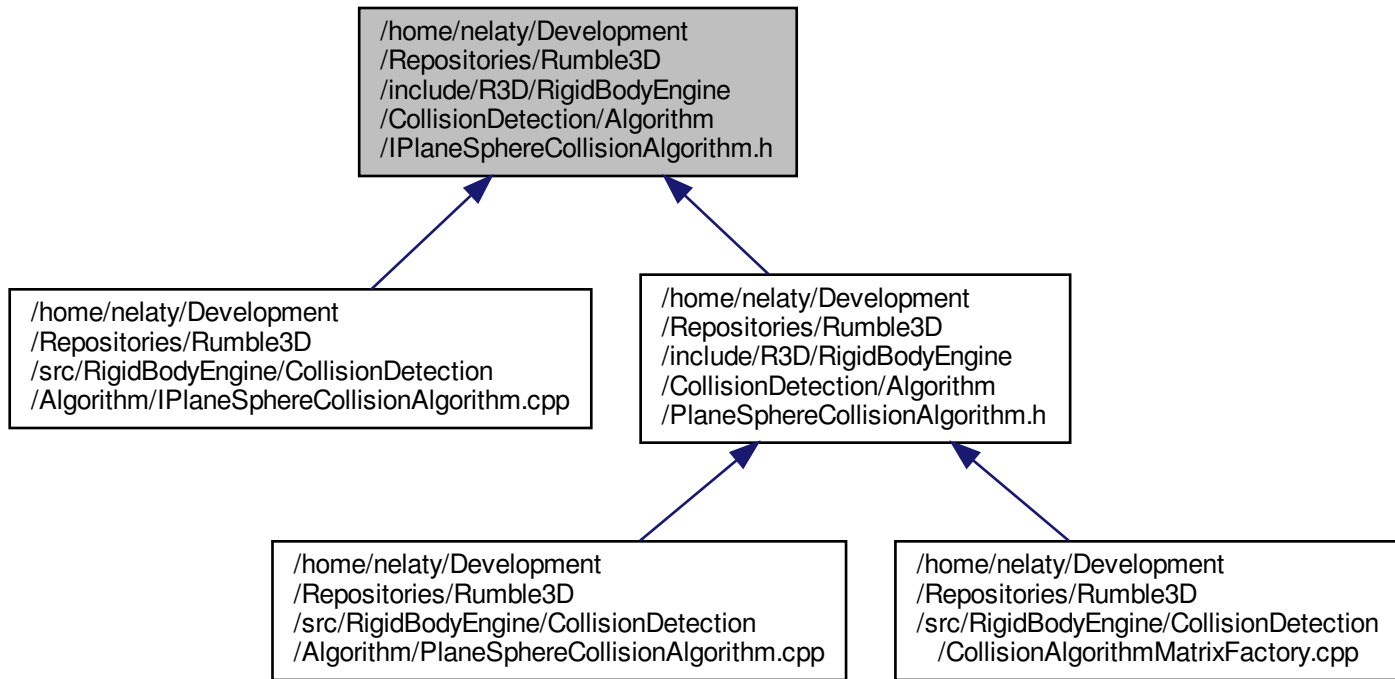 /home/nelaty/Development
/Repositories/Rumble3D
/include/R3D/RigidBodyEngine
/CollisionDetection/Algorithm
/IPlaneSphereCollisionAlgorithm.h
/home/nelaty/Development
/Repositories/Rumble3D
/src/RigidBodyEngine/CollisionDetection
/Algorithm/IPlaneSphereCollisionAlgorithm.cpp
/home/nelaty/Development
/Repositories/Rumble3D
/include/R3D/RigidBodyEngine
/CollisionDetection/Algorithm
/PlaneSphereCollisionAlgorithm.h
/home/nelaty/Development
/Repositories/Rumble3D
/src/RigidBodyEngine/CollisionDetection
/Algorithm/PlaneSphereCollisionAlgorithm.cpp
/home/nelaty/Development
/Repositories/Rumble3D
/src/RigidBodyEngine/CollisionDetection
/CollisionAlgorithmMatrixFactory.cpp